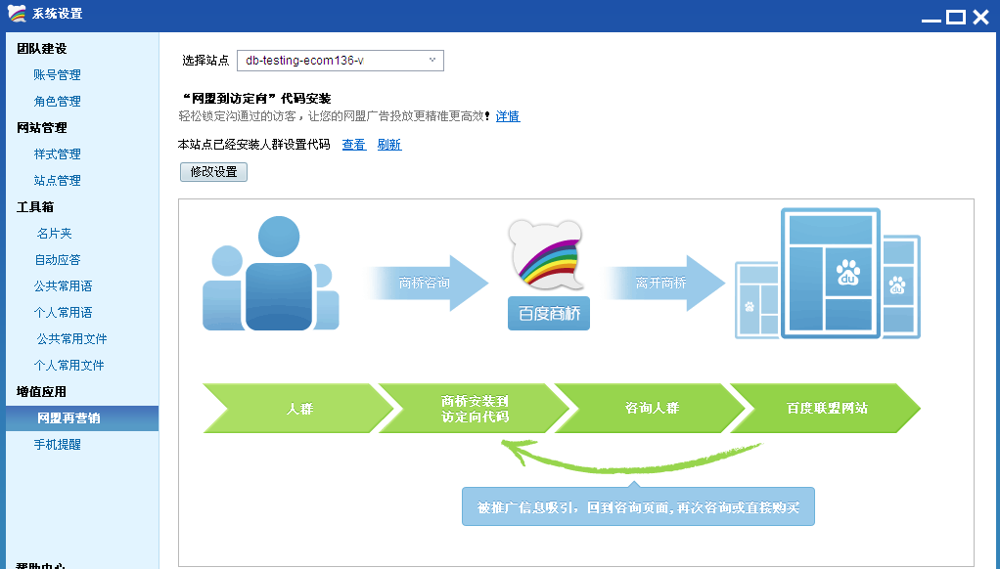 系统设置
团队建设
账号管理
角色管理
网站管理
样式管理
站点管理
工具箱
名片夹
自动应答
公共常用语
个人常用语
公共常用文件
个人常用文件
增值应用
网盟再营销
手机提醒
帮助中心
选择站点 db-testing-ecom136-v
“网盟到访定向”代码安装
轻松锁定沟通过的访客，让您的网盟广告投放更精准更高效！ 详情
本站点已经安装人群设置代码 查看 刷新
修改设置
商桥咨询
百度商桥
离开商桥
du
du
人群
商桥安装到
访定向代码
咨询人群
百度联盟网站
被推广信息吸引，回到咨询页面,再次咨询或直接购买